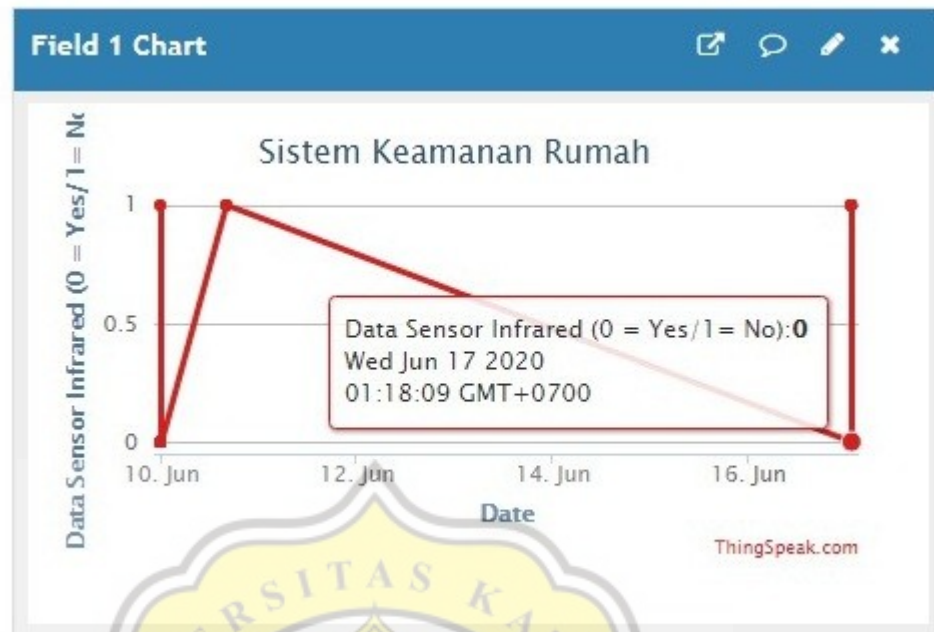 Field 1 Chart
Sistem Keamanan Rumah
Data Sensor Infrared (0 = Yes/1= No
1
0.5
0
Data Sensor Infrared (0 = Yes/1= No):0
Wed Jun 17 2020
01:18:09 GMT+0700
10. Jun
12. Jun
14. Jun
16. Jun
Date
ThingSpeak.com
ERSITAS KA